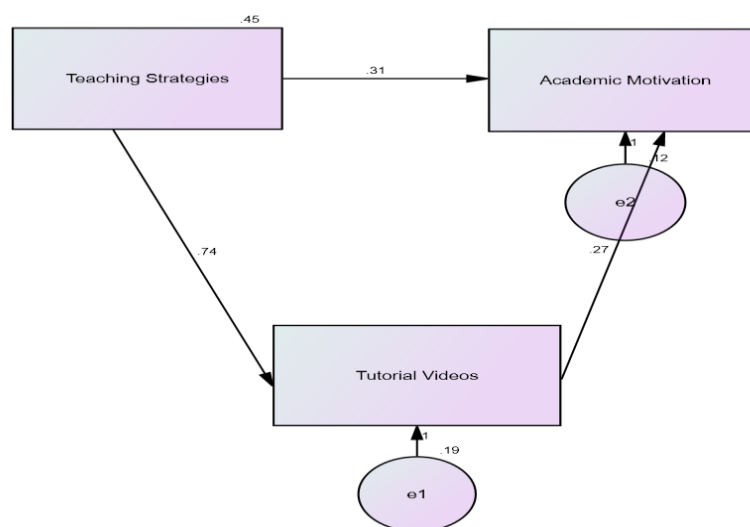 .45
Teaching Strategies
.31
Academic Motivation
1
.12
e2
.74
.27
Tutorial Videos
1
.19
e1